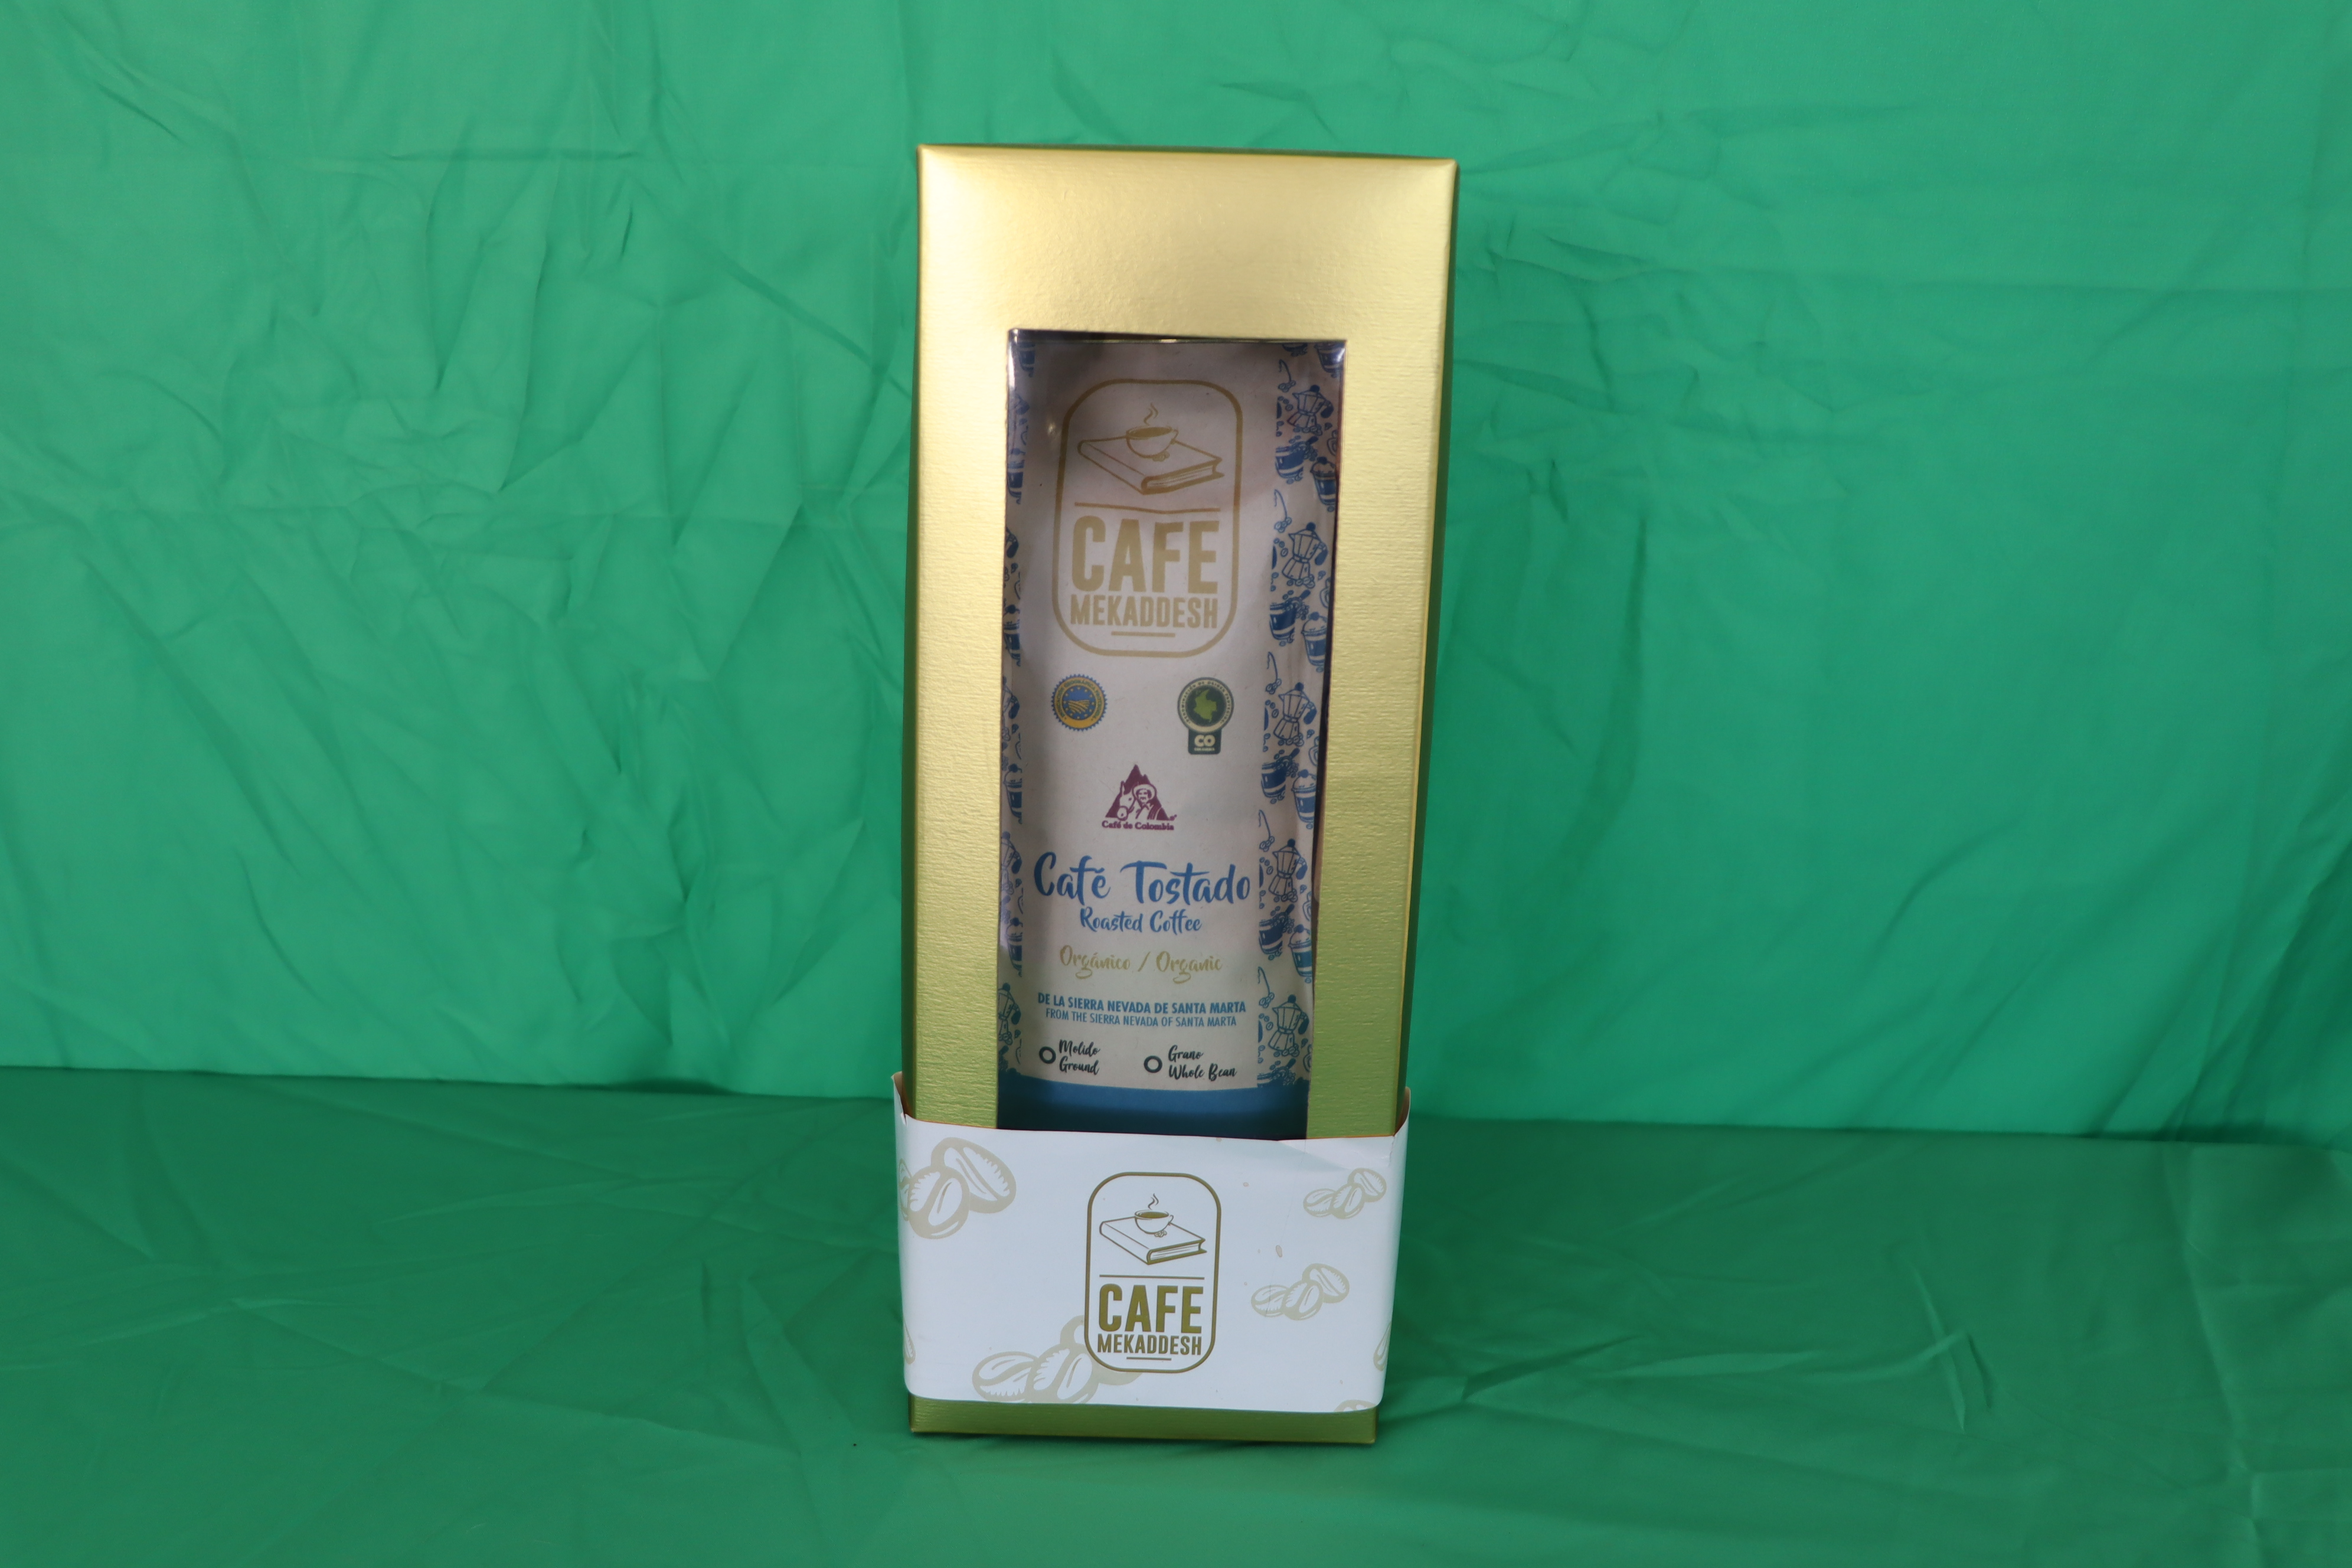 CAFE
MEKADDESH
CO
Café de Colombia
Café Tostado
Roasted Coffee
Orgánico / Organic
DE LA SIERRA NEVADA DE SANTA MARTA
FROM THE SIERRA NEVADA OF SANTA MARTA
Molido
Ground
Grano
Whole Bean
CAFE
MEKADDESH